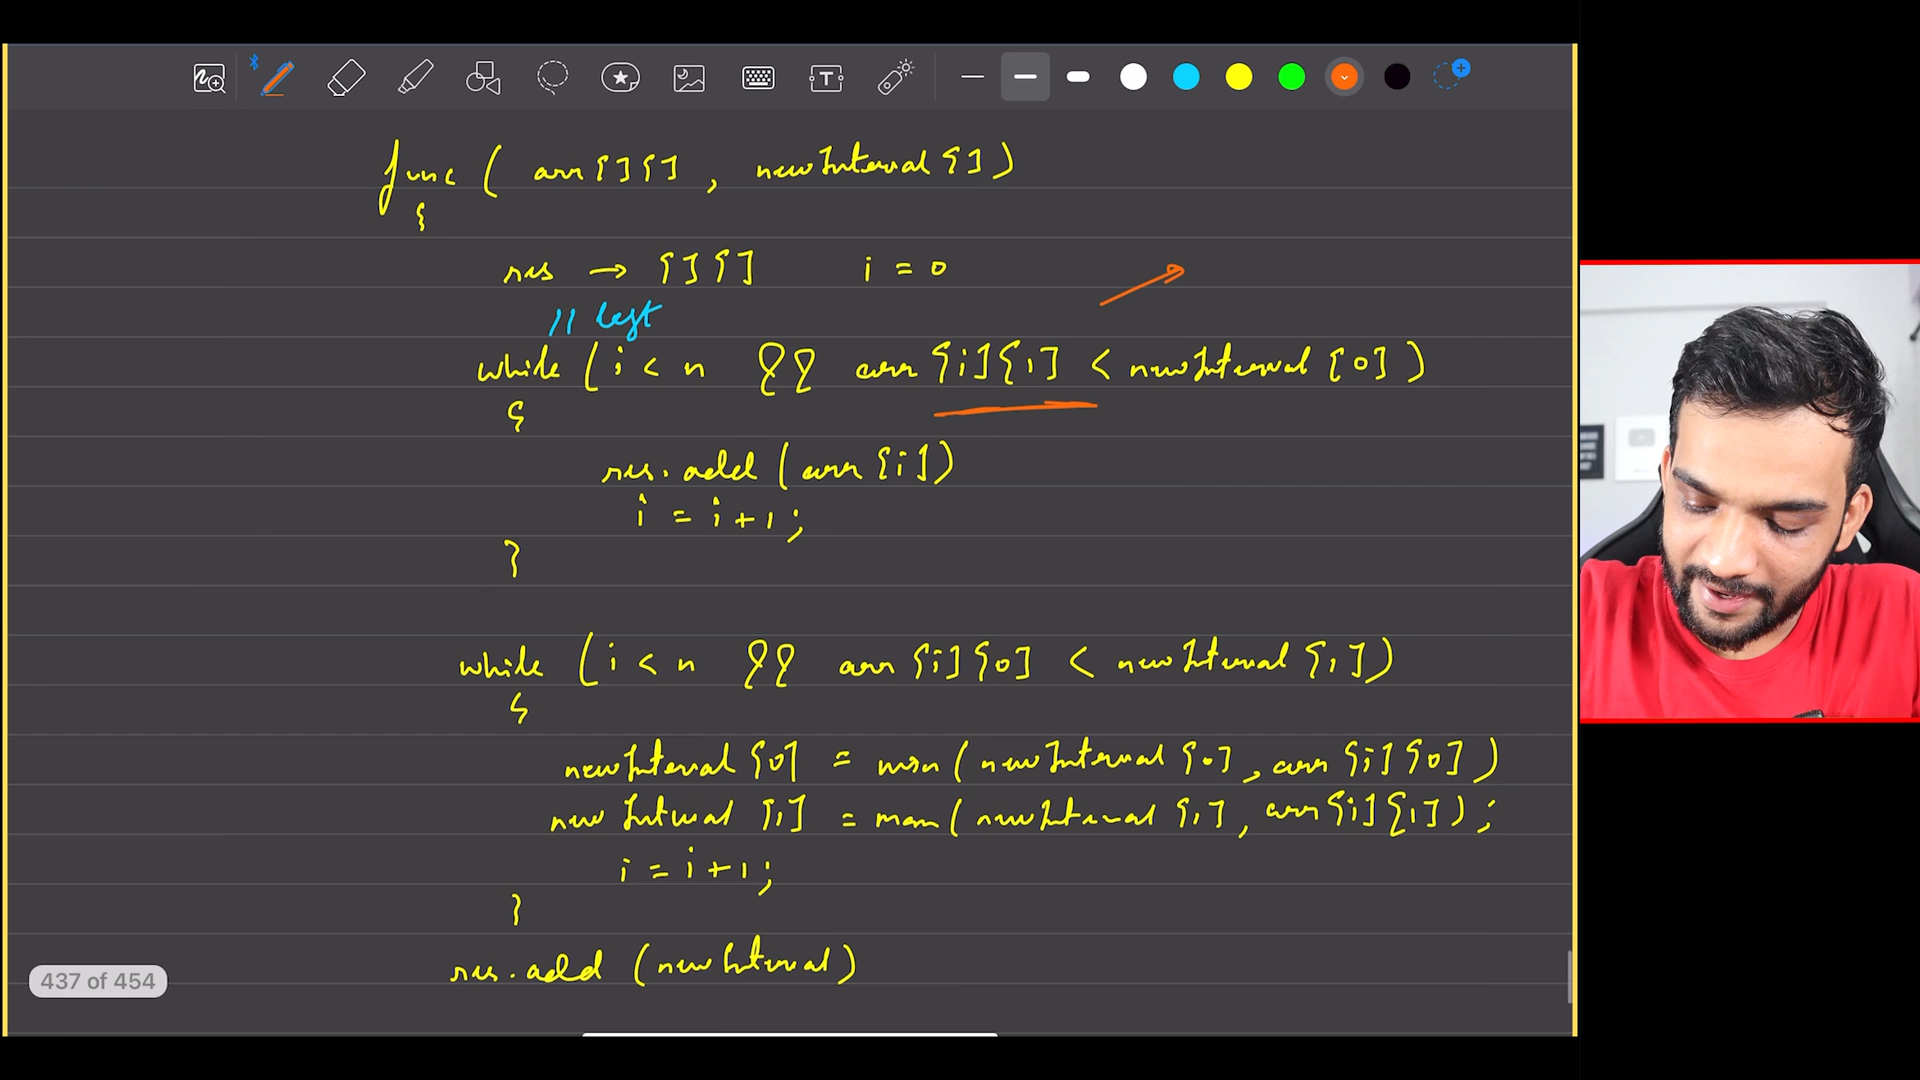 func ( arr[][] , newInterval[] )
{
res → [][] i = 0
// left
while ( i < n && arr[i][1] < newInterval[0] )
{
res.add ( arr[i] )
i = i + 1 ;
}
while ( i < n && arr[i][0] < newInterval[1] )
{
newInterval[0] = min ( newInterval[0] , arr[i][0] )
newInterval[1] = max ( newInterval[1] , arr[i][1] ) ;
i = i + 1 ;
}
res.add ( newInterval )
437 of 454